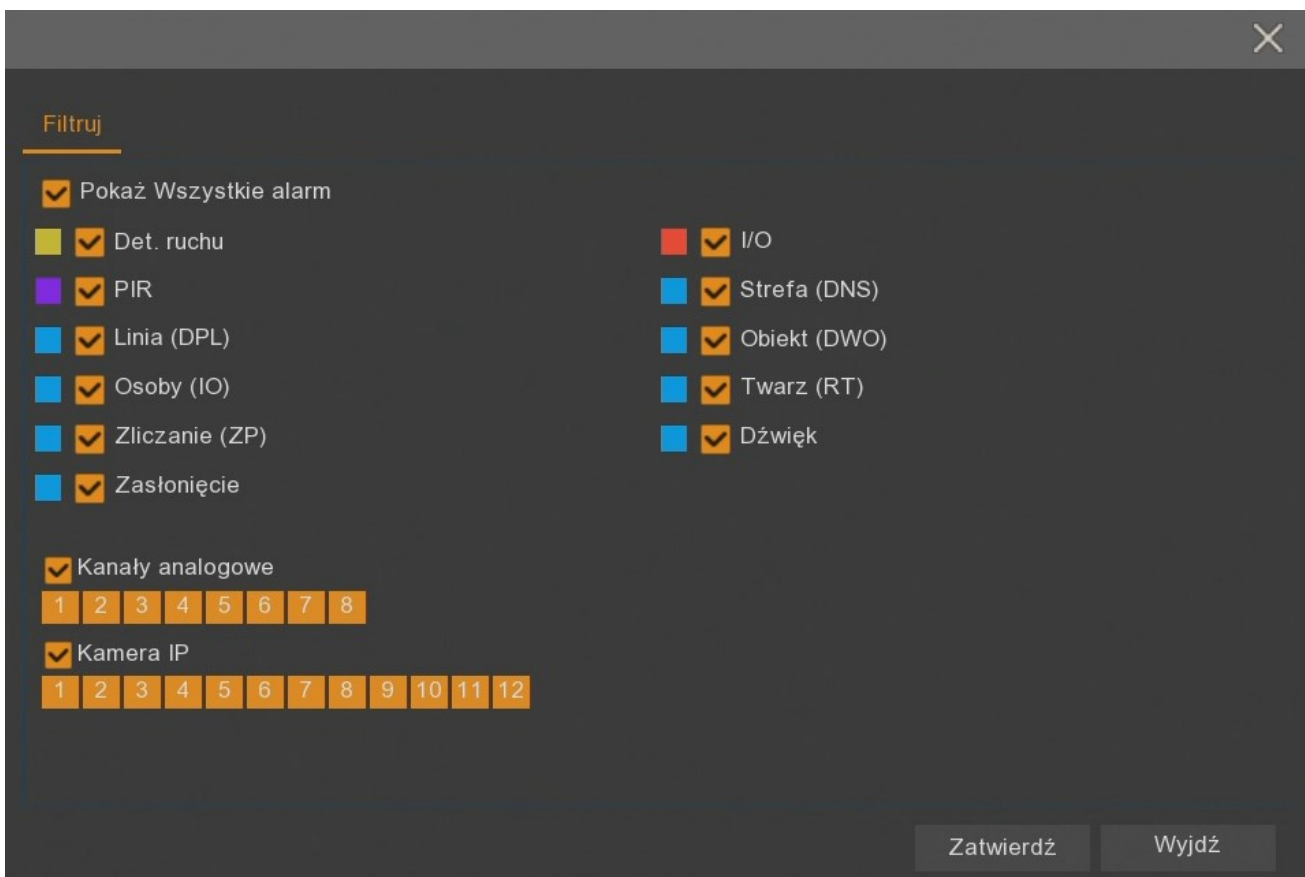 Filtruj
Pokaż Wszystkie alarm
Det. ruchu
I/O
PIR
Strefa (DNS)
Linia (DPL)
Obiekt (DWO)
Osoby (IO)
Twarz (RT)
Zliczanie (ZP)
Dźwięk
Zasłonięcie
Kanały analogowe
1 2 3 4 5 6 7 8
Kamera IP
1 2 3 4 5 6 7 8 9 10 11 12
Zatwierdź Wyjdź